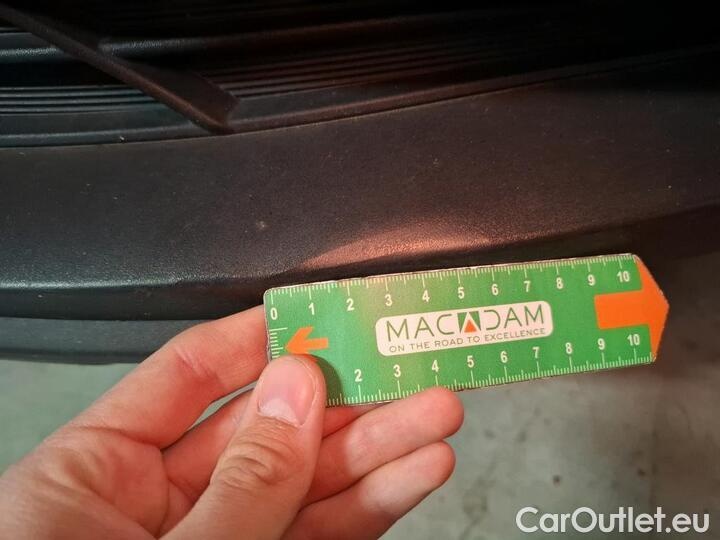 0 1 2 3 4 5 6 7 8 9 10
MACADAM
ON THE ROAD TO EXCELLENCE
2 3 4 5 6 7 8 9 10
CarOutlet.eu